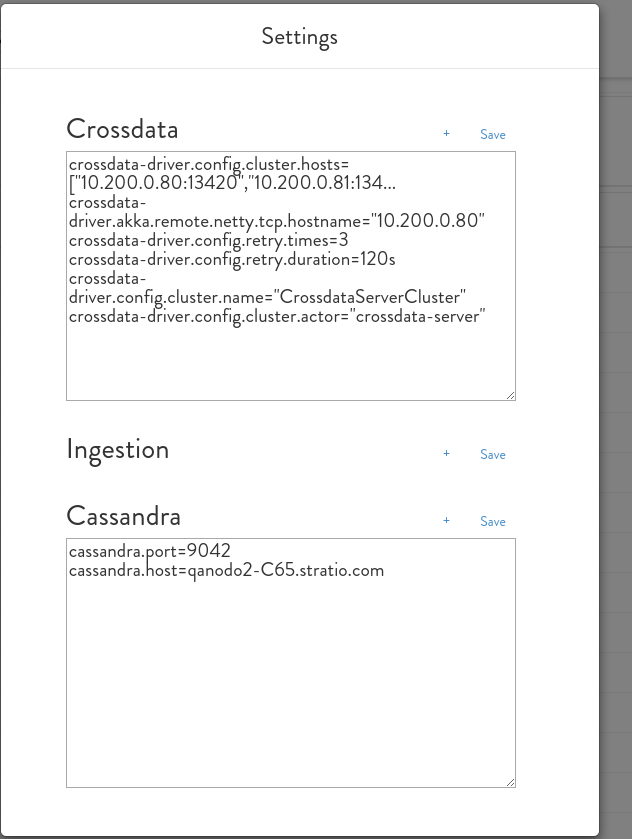 Settings
Crossdata
+ Save
crossdata-driver.config.cluster.hosts=
["10.200.0.80:13420","10.200.0.81:134...
crossdata-
driver.akka.remote.netty.tcp.hostname="10.200.0.80"
crossdata-driver.config.retry.times=3
crossdata-driver.config.retry.duration=120s
crossdata-
driver.config.cluster.name="CrossdataServerCluster"
crossdata-driver.config.cluster.actor="crossdata-server"
Ingestion
+ Save
Cassandra
+ Save
cassandra.port=9042
cassandra.host=qanodo2-C65.stratio.com